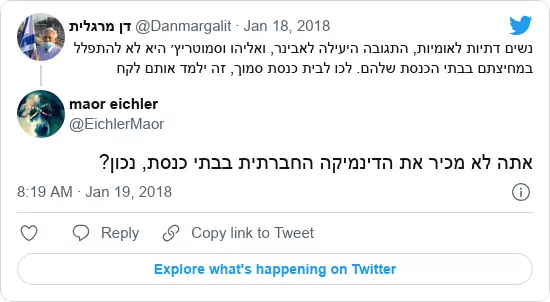 דן מרגלית @Danmargalit · Jan 18, 2018
נשים דתיות לאומיות, התגובה היעילה לאבינר, ואליהו וסמוטריץ׳ היא לא להתפלל
במחיצתם בבתי הכנסת שלהם. לכו לבית כנסת סמוך, זה ילמד אותם לקח
maor eichler
@EichlerMaor
אתה לא מכיר את הדינמיקה החברתית בבתי כנסת, נכון?
8:19 AM · Jan 19, 2018
Reply
Copy link to Tweet
Explore what's happening on Twitter